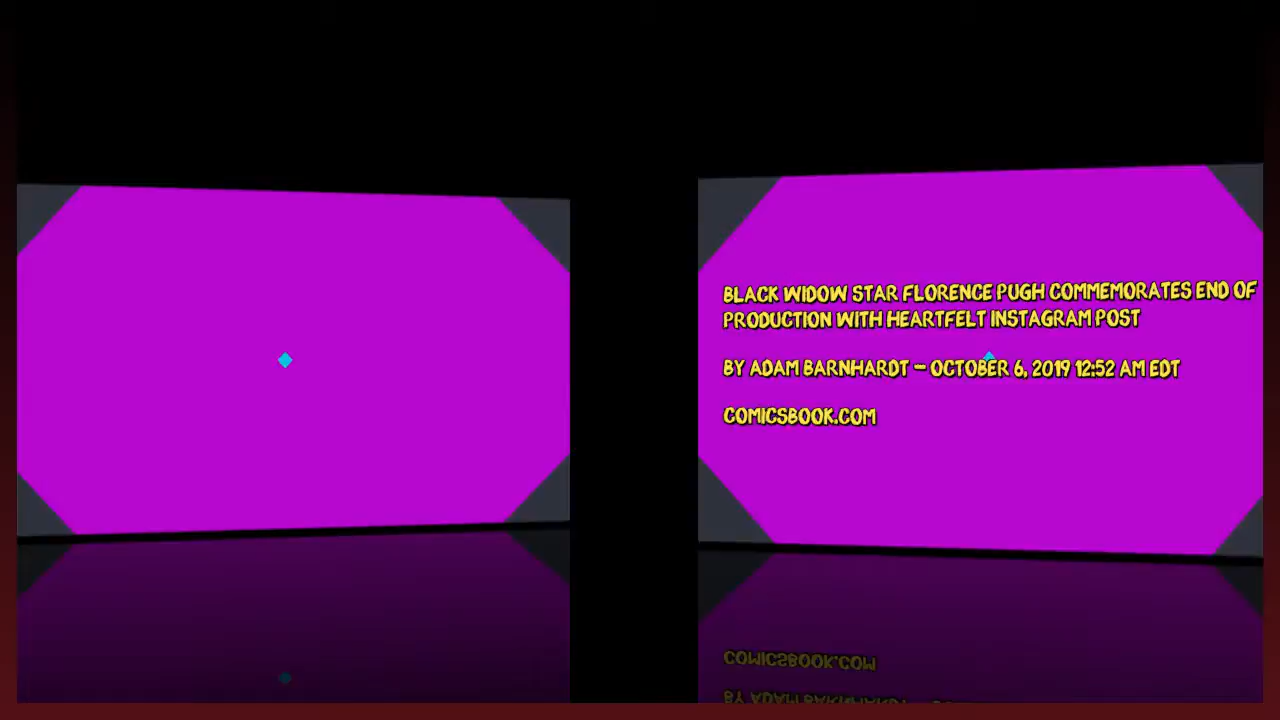 BLACK WIDOW STAR FLORENCE PUGH COMMEMORATES END OF
PRODUCTION WITH HEARTFELT INSTAGRAM POST
BY ADAM BARNHARDT – OCTOBER 6, 2019 12:52 AM EDT
COMICSBOOK.COM